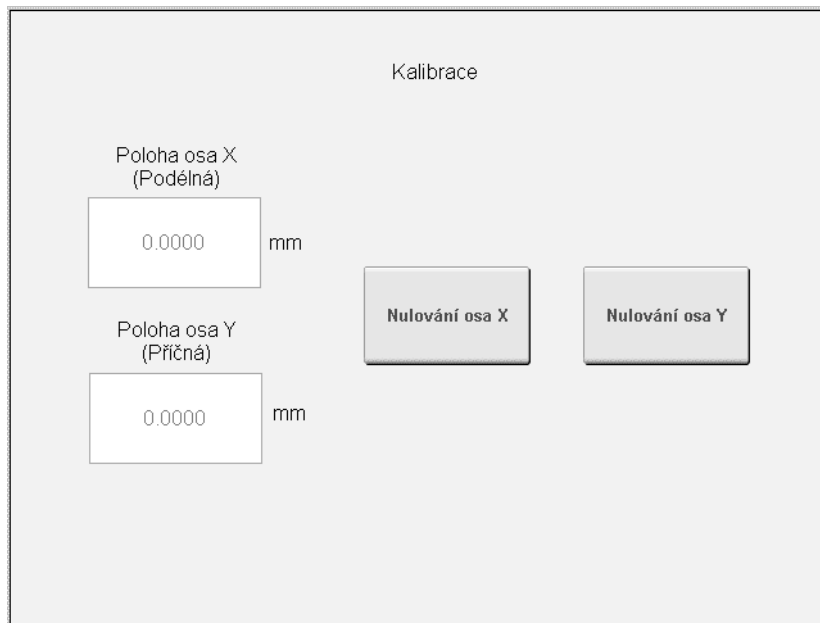 Kalibrace
Poloha osa X
(Podélná)
0.0000 mm
Nulování osa X
Nulování osa Y
Poloha osa Y
(Příčná)
0.0000 mm